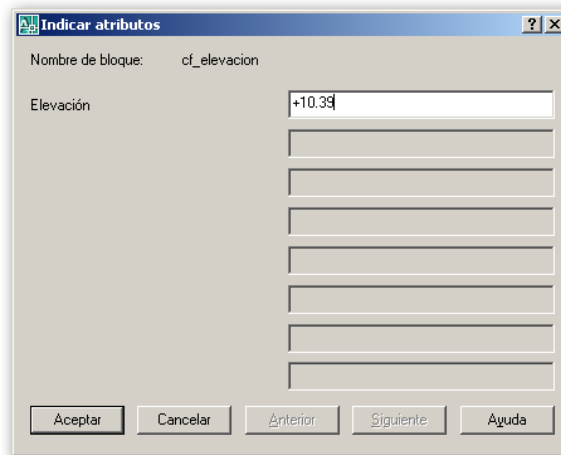 Indicar atributos
Nombre de bloque: cf_elevacion
Elevación +10.39
Aceptar Cancelar Anterior Siguiente Ayuda